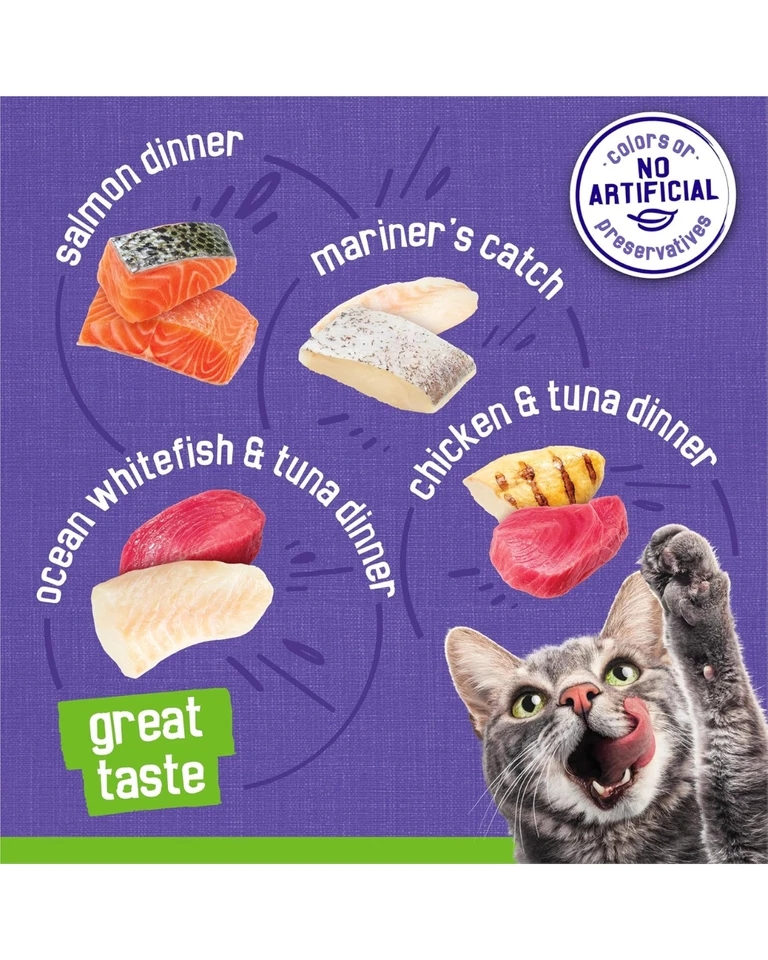 salmon dinner
mariner's catch
· colors or ·
NO
ARTIFICIAL
preservatives
ocean whitefish & tuna dinner
chicken & tuna dinner
great
taste